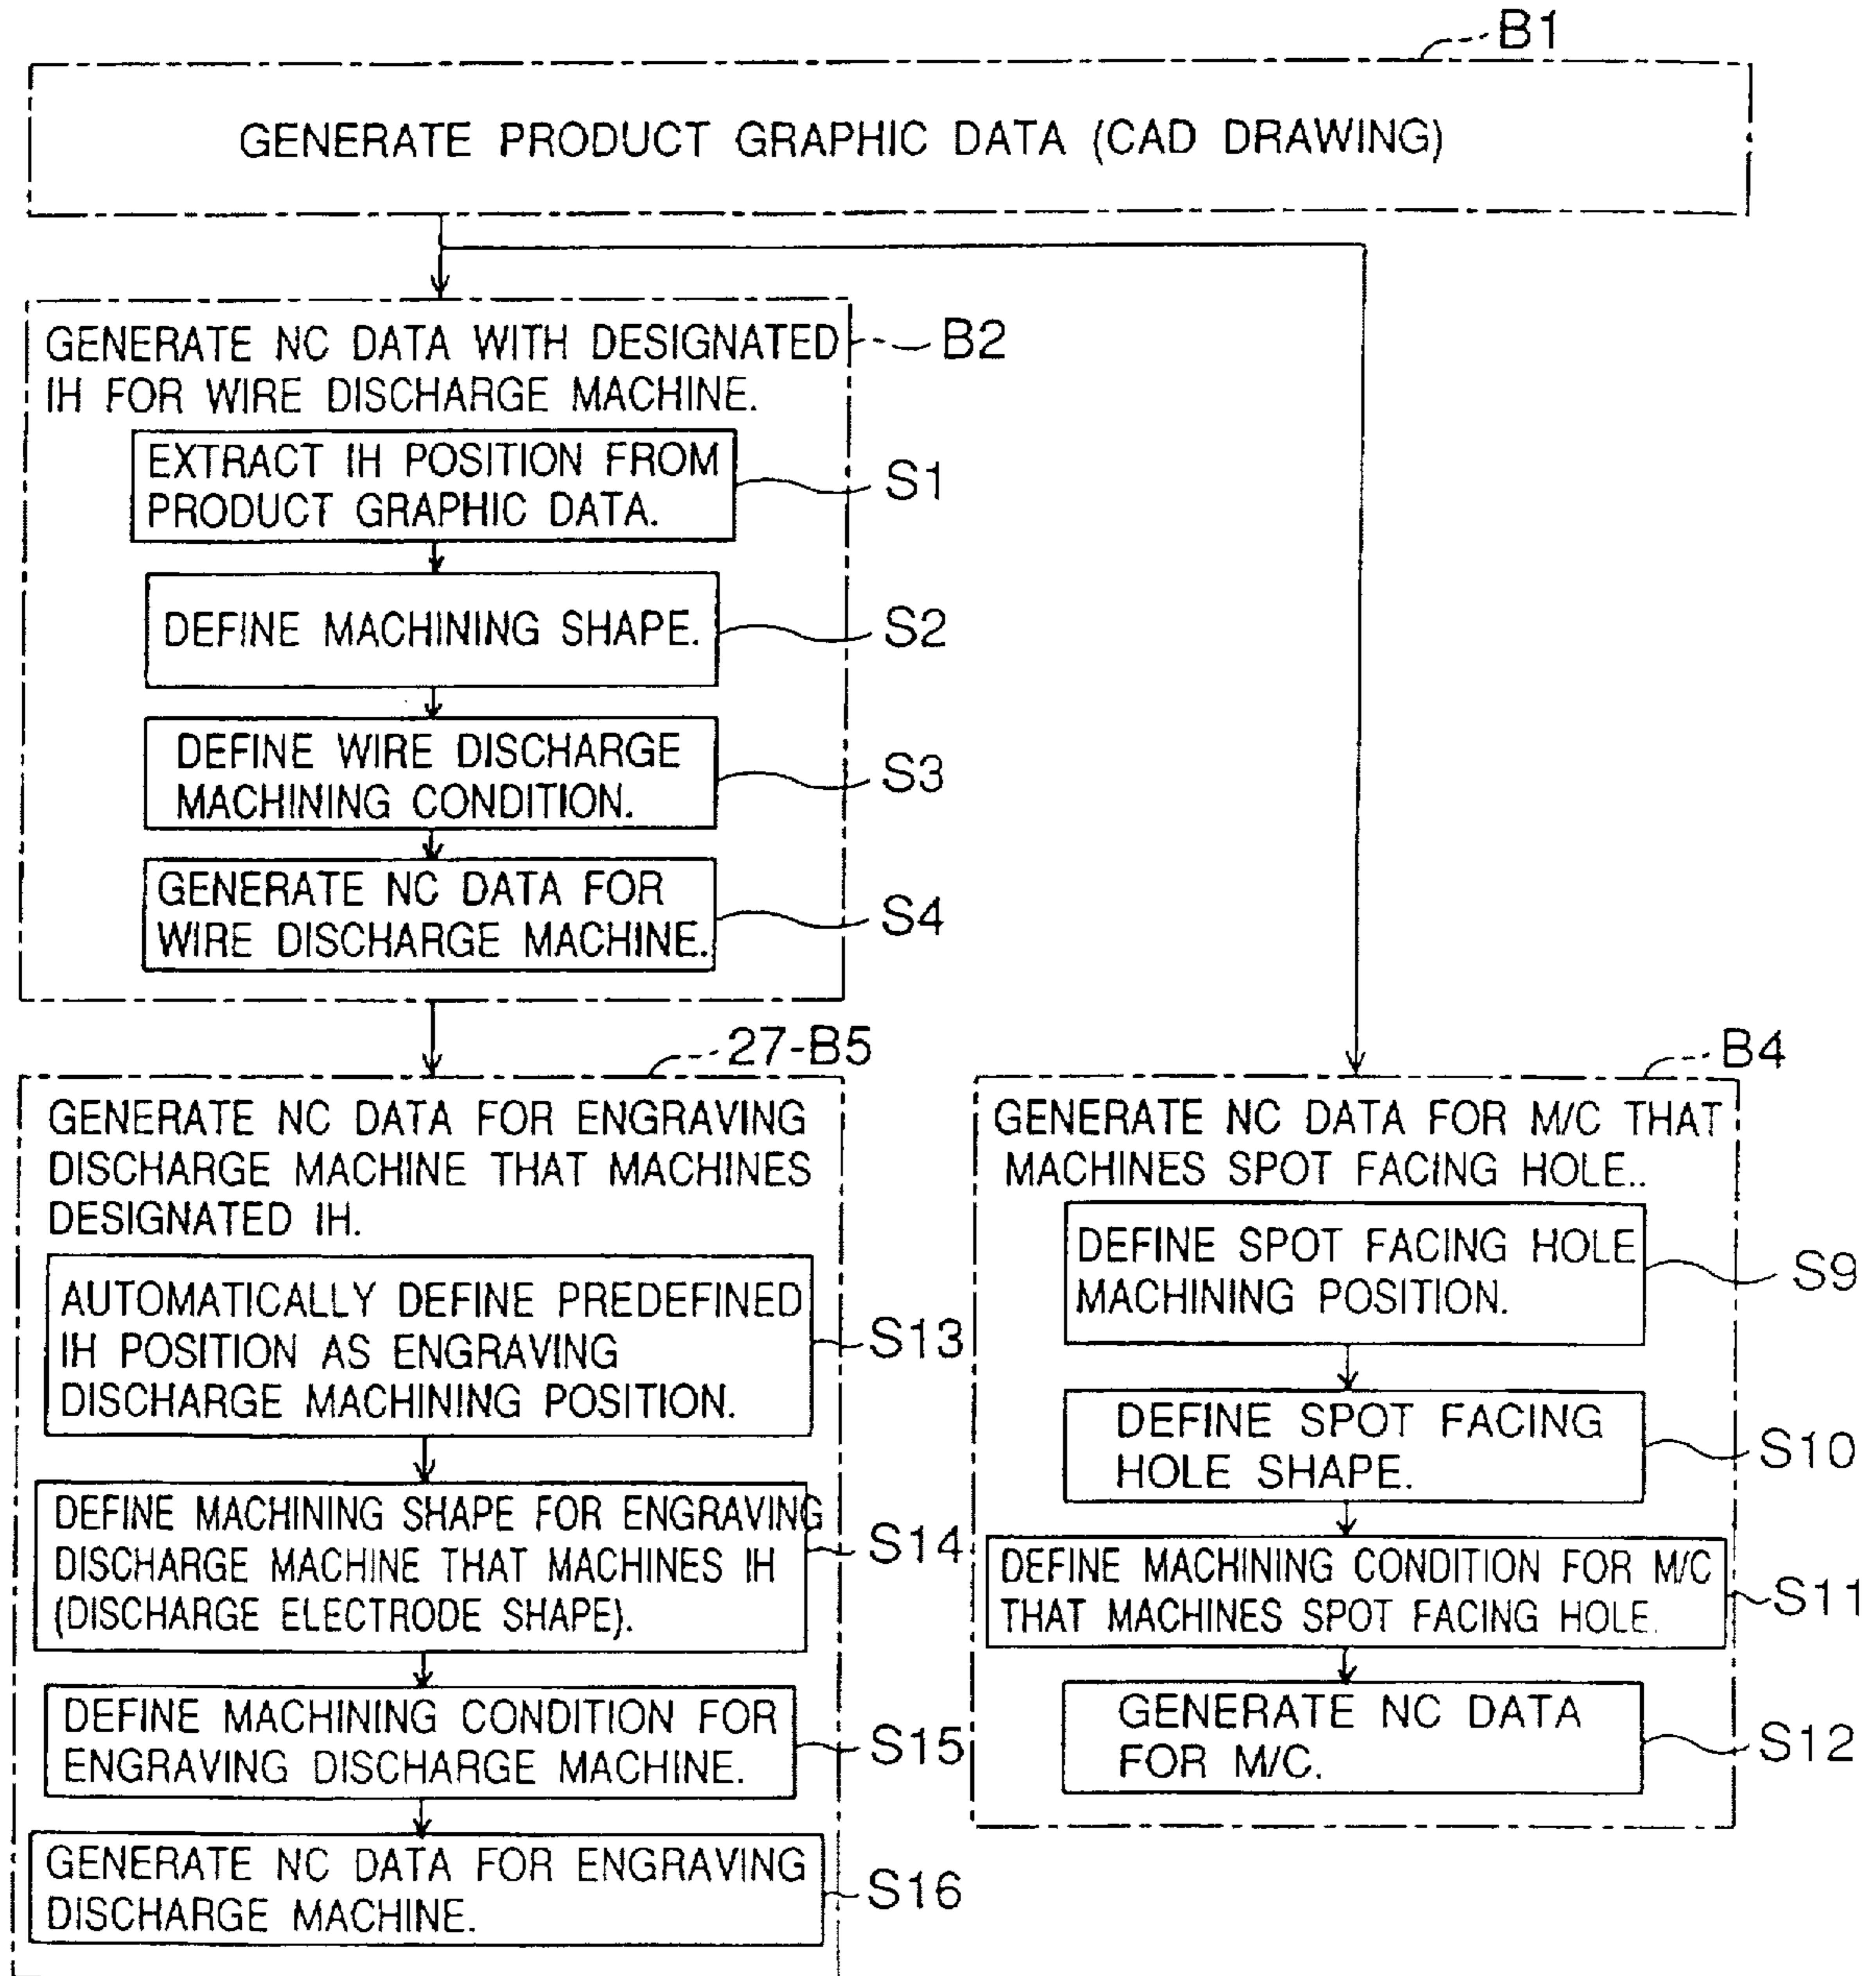 B1
GENERATE PRODUCT GRAPHIC DATA (CAD DRAWING)
GENERATE NC DATA WITH DESIGNATED
IH FOR WIRE DISCHARGE MACHINE.
B2
EXTRACT IH POSITION FROM
PRODUCT GRAPHIC DATA.
S1
DEFINE MACHINING SHAPE.
S2
DEFINE WIRE DISCHARGE
MACHINING CONDITION.
S3
GENERATE NC DATA FOR
WIRE DISCHARGE MACHINE.
S4
27-B5
GENERATE NC DATA FOR ENGRAVING
DISCHARGE MACHINE THAT MACHINES
DESIGNATED IH.
AUTOMATICALLY DEFINE PREDEFINED
IH POSITION AS ENGRAVING
DISCHARGE MACHINING POSITION.
S13
DEFINE MACHINING SHAPE FOR ENGRAVING
DISCHARGE MACHINE THAT MACHINES IH
(DISCHARGE ELECTRODE SHAPE).
S14
DEFINE MACHINING CONDITION FOR
ENGRAVING DISCHARGE MACHINE.
S15
GENERATE NC DATA FOR ENGRAVING
DISCHARGE MACHINE.
S16
B4
GENERATE NC DATA FOR M/C THAT
MACHINES SPOT FACING HOLE..
DEFINE SPOT FACING HOLE
MACHINING POSITION.
S9
DEFINE SPOT FACING
HOLE SHAPE.
S10
DEFINE MACHINING CONDITION FOR M/C
THAT MACHINES SPOT FACING HOLE.
S11
GENERATE NC DATA
FOR M/C.
S12